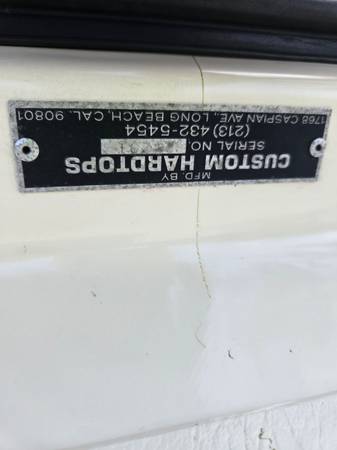 MFD. BY
CUSTOM HARDTOPS
SERIAL NO.
(213) 432-5454
1768 CASPIAN AVE., LONG BEACH, CAL. 90801